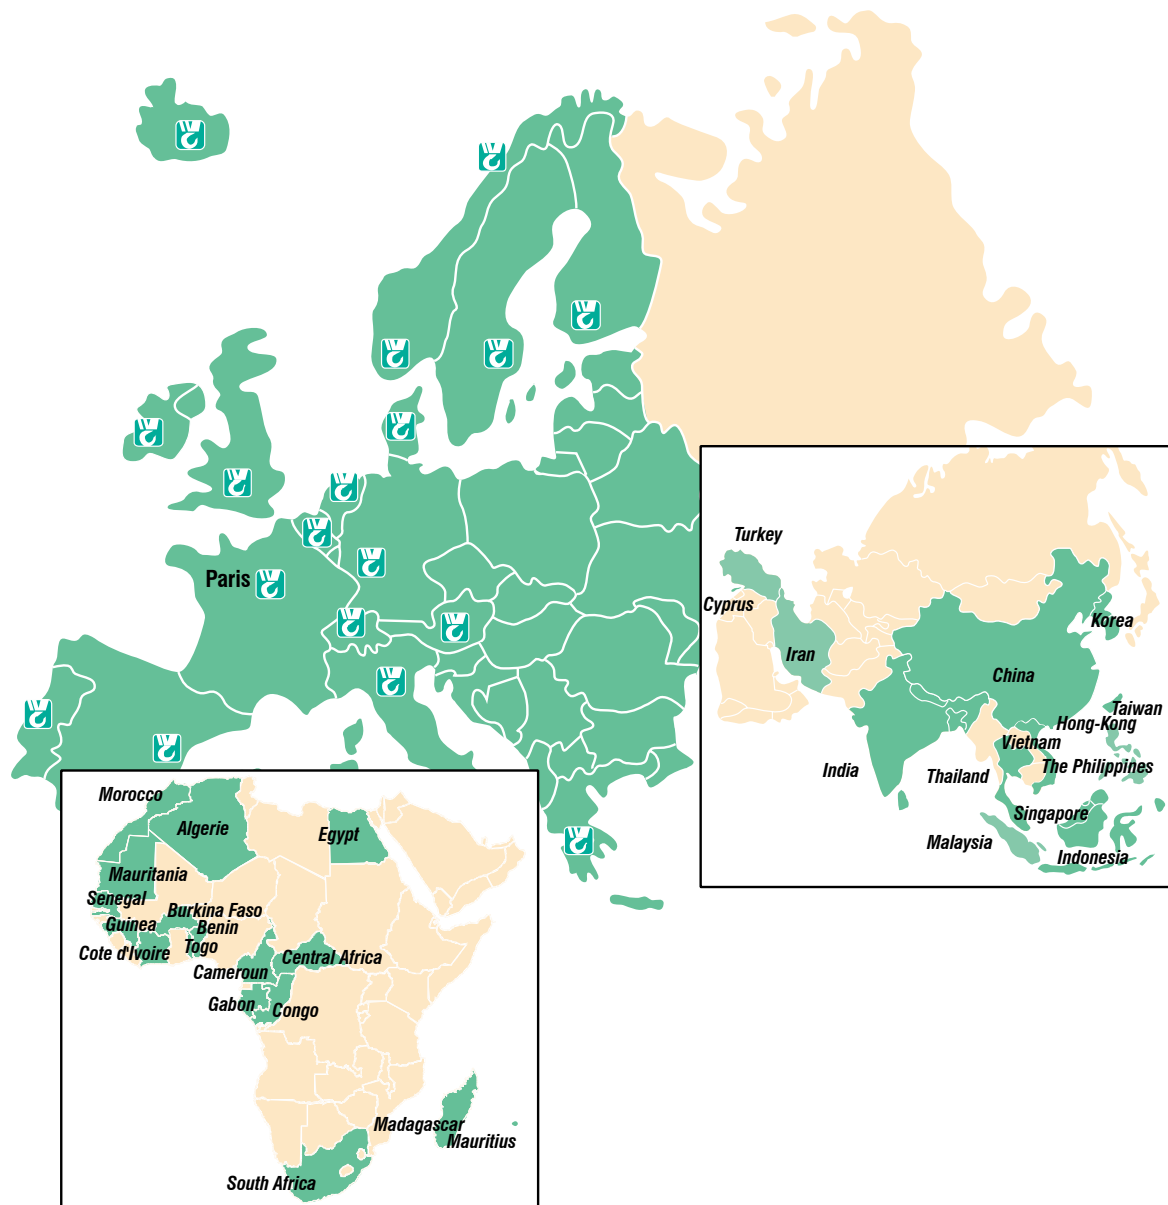 Paris
Turkey
Cyprus
Iran
Korea
China
Taiwan
Hong-Kong
Vietnam
The Philippines
India
Thailand
Singapore
Malaysia
Indonesia
Morocco
Algerie
Egypt
Mauritania
Senegal
Burkina Faso
Guinea
Benin
Togo
Cote d'Ivoire
Central Africa
Cameroun
Gabon
Congo
Madagascar
Mauritius
South Africa